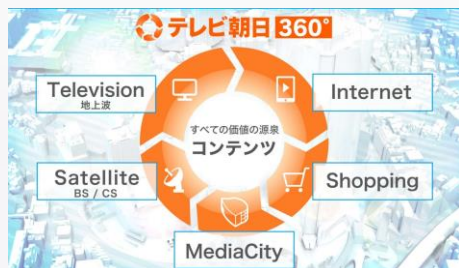 テレビ朝日 360°
Television
地上波
Internet
すべての価値の源泉
コンテンツ
Satellite
BS / CS
Shopping
MediaCity